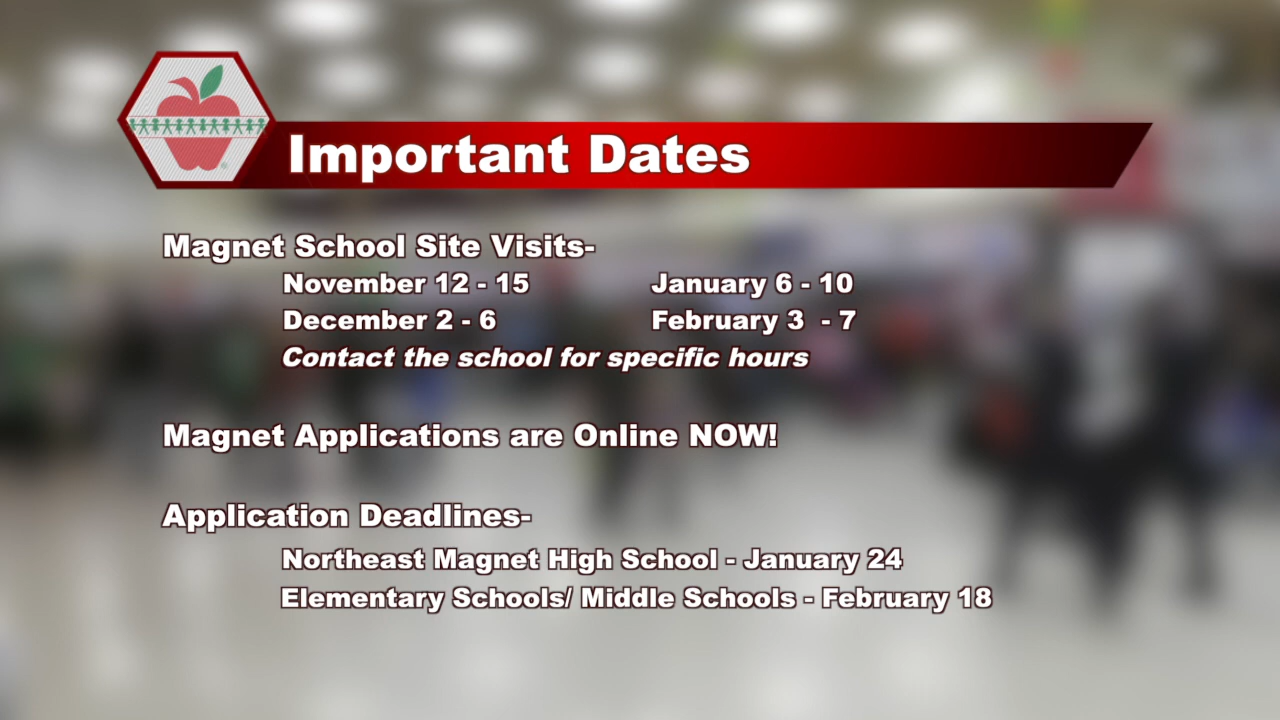 Important Dates
Magnet School Site Visits-
November 12 - 15 January 6 - 10
December 2 - 6 February 3 - 7
Contact the school for specific hours
Magnet Applications are Online NOW!
Application Deadlines-
Northeast Magnet High School - January 24
Elementary Schools/ Middle Schools - February 18